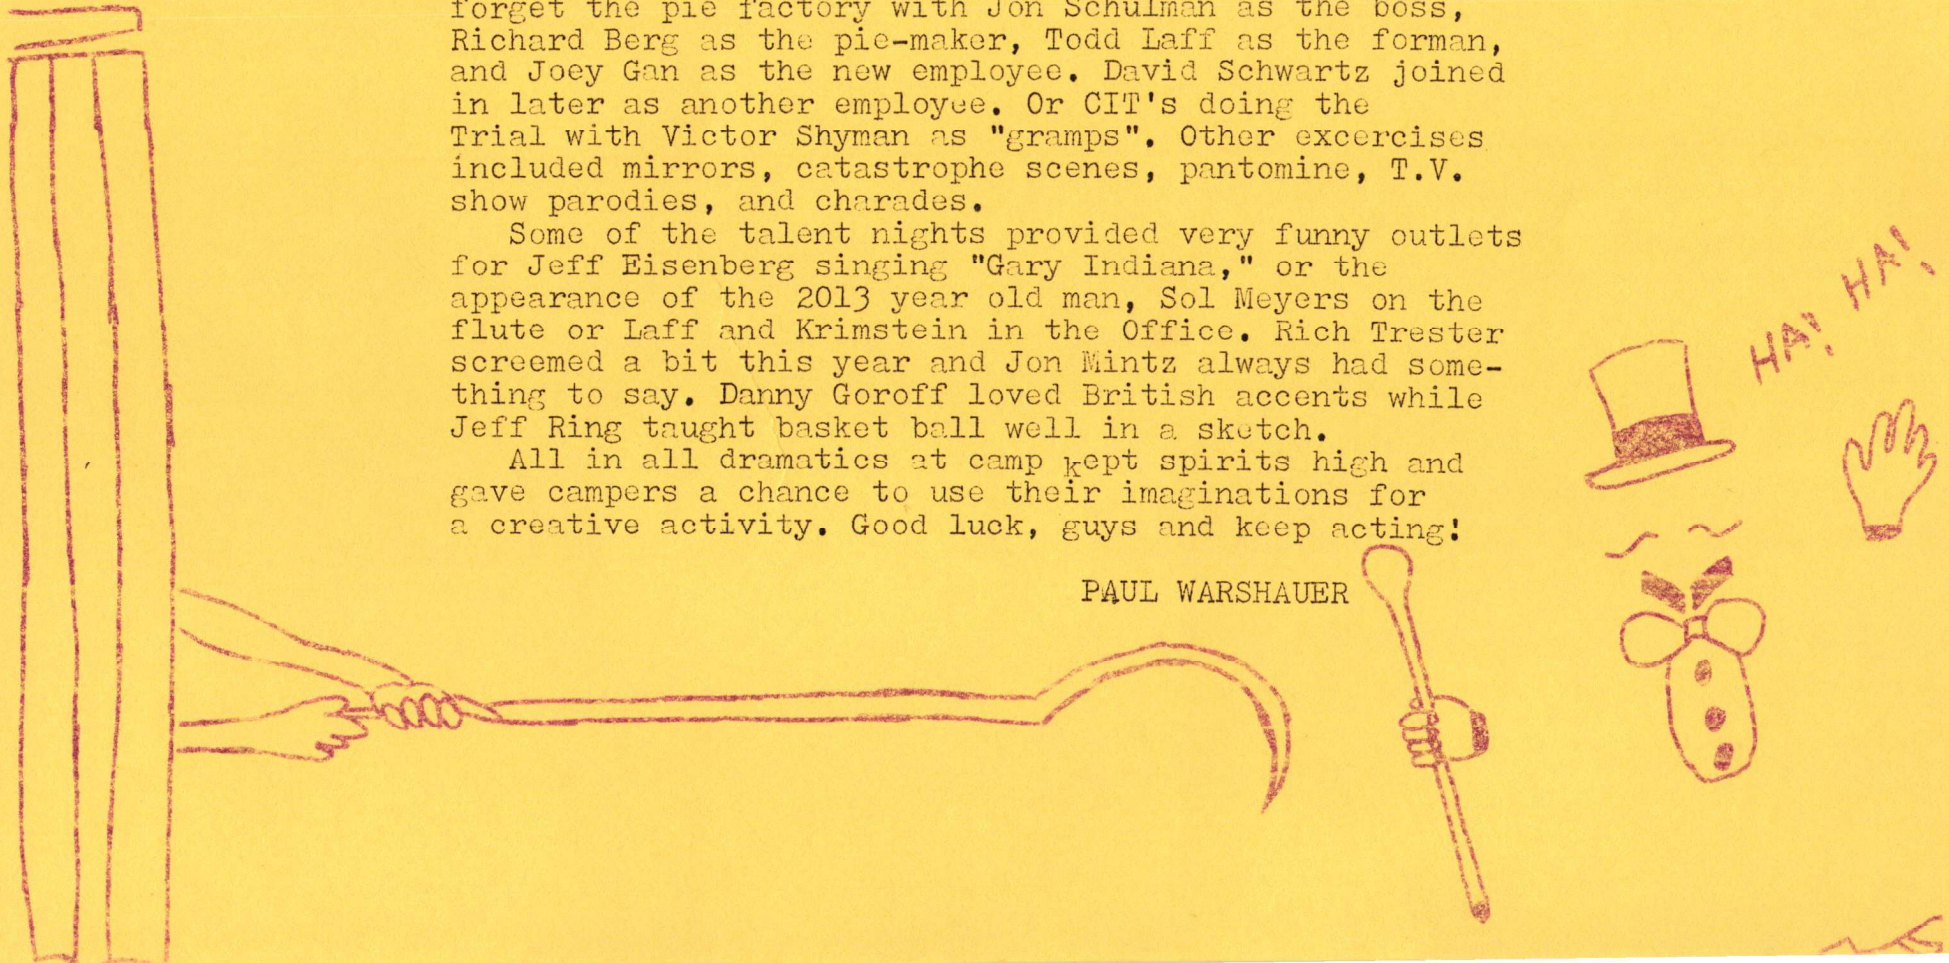 forget the pie factory with Jon Schulman as the boss,
Richard Berg as the pie-maker, Todd Laff as the forman,
and Joey Gan as the new employee. David Schwartz joined
in later as another employee. Or CIT's doing the
Trial with Victor Shyman as "gramps". Other excercises
included mirrors, catastrophe scenes, pantomine, T.V.
show parodies, and charades.
Some of the talent nights provided very funny outlets
for Jeff Eisenberg singing "Gary Indiana," or the
appearance of the 2013 year old man, Sol Meyers on the
flute or Laff and Krimstein in the Office. Rich Trester
screemed a bit this year and Jon Mintz always had some-
thing to say. Danny Goroff loved British accents while
Jeff Ring taught basket ball well in a sketch.
All in all dramatics at camp kept spirits high and
gave campers a chance to use their imaginations for
a creative activity. Good luck, guys and keep acting!
PAUL WARSHAUER
HA! HA!